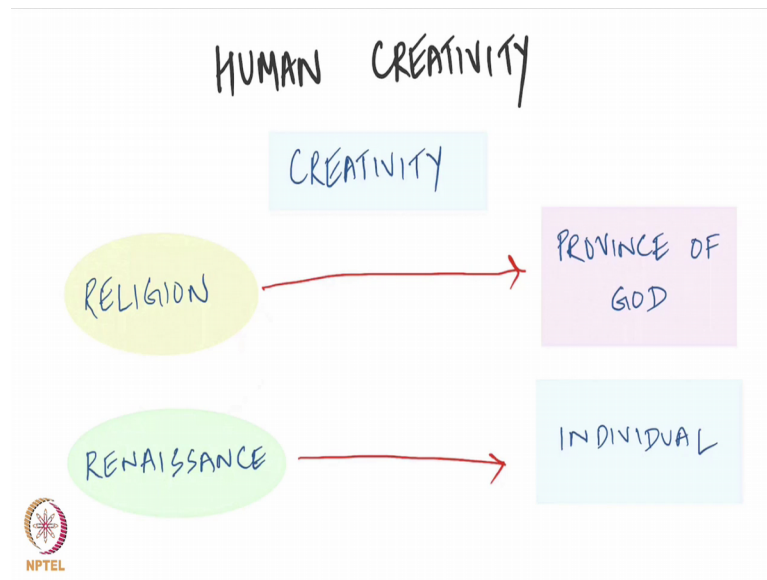 HUMAN CREATIVITY
CREATIVITY
RELIGION
PROVINCE OF
GOD
RENAISSANCE
INDIVIDUAL
NPTEL